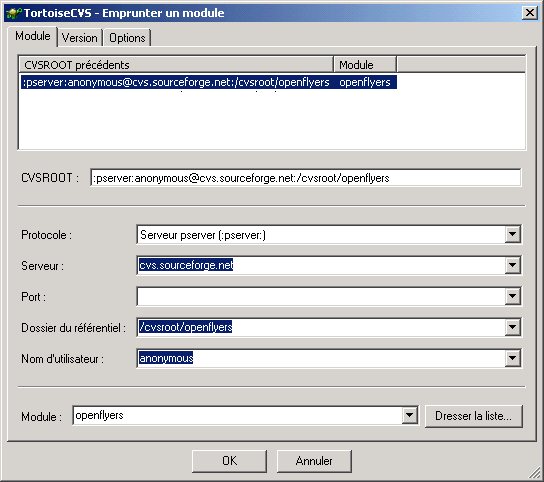 TortoiseCVS - Emprunter un module
Module Version Options
CVSROOT précédents Module
:pserver:anonymous@cvs.sourceforge.net:/cvsroot/openflyers openflyers
CVSROOT : :pserver:anonymous@cvs.sourceforge.net:/cvsroot/openflyers
Protocole : Serveur pserver (:pserver:)
Serveur : cvs.sourceforge.net
Port :
Dossier du référentiel : /cvsroot/openflyers
Nom d'utilisateur : anonymous
Module : openflyers Dresser la liste...
OK Annuler